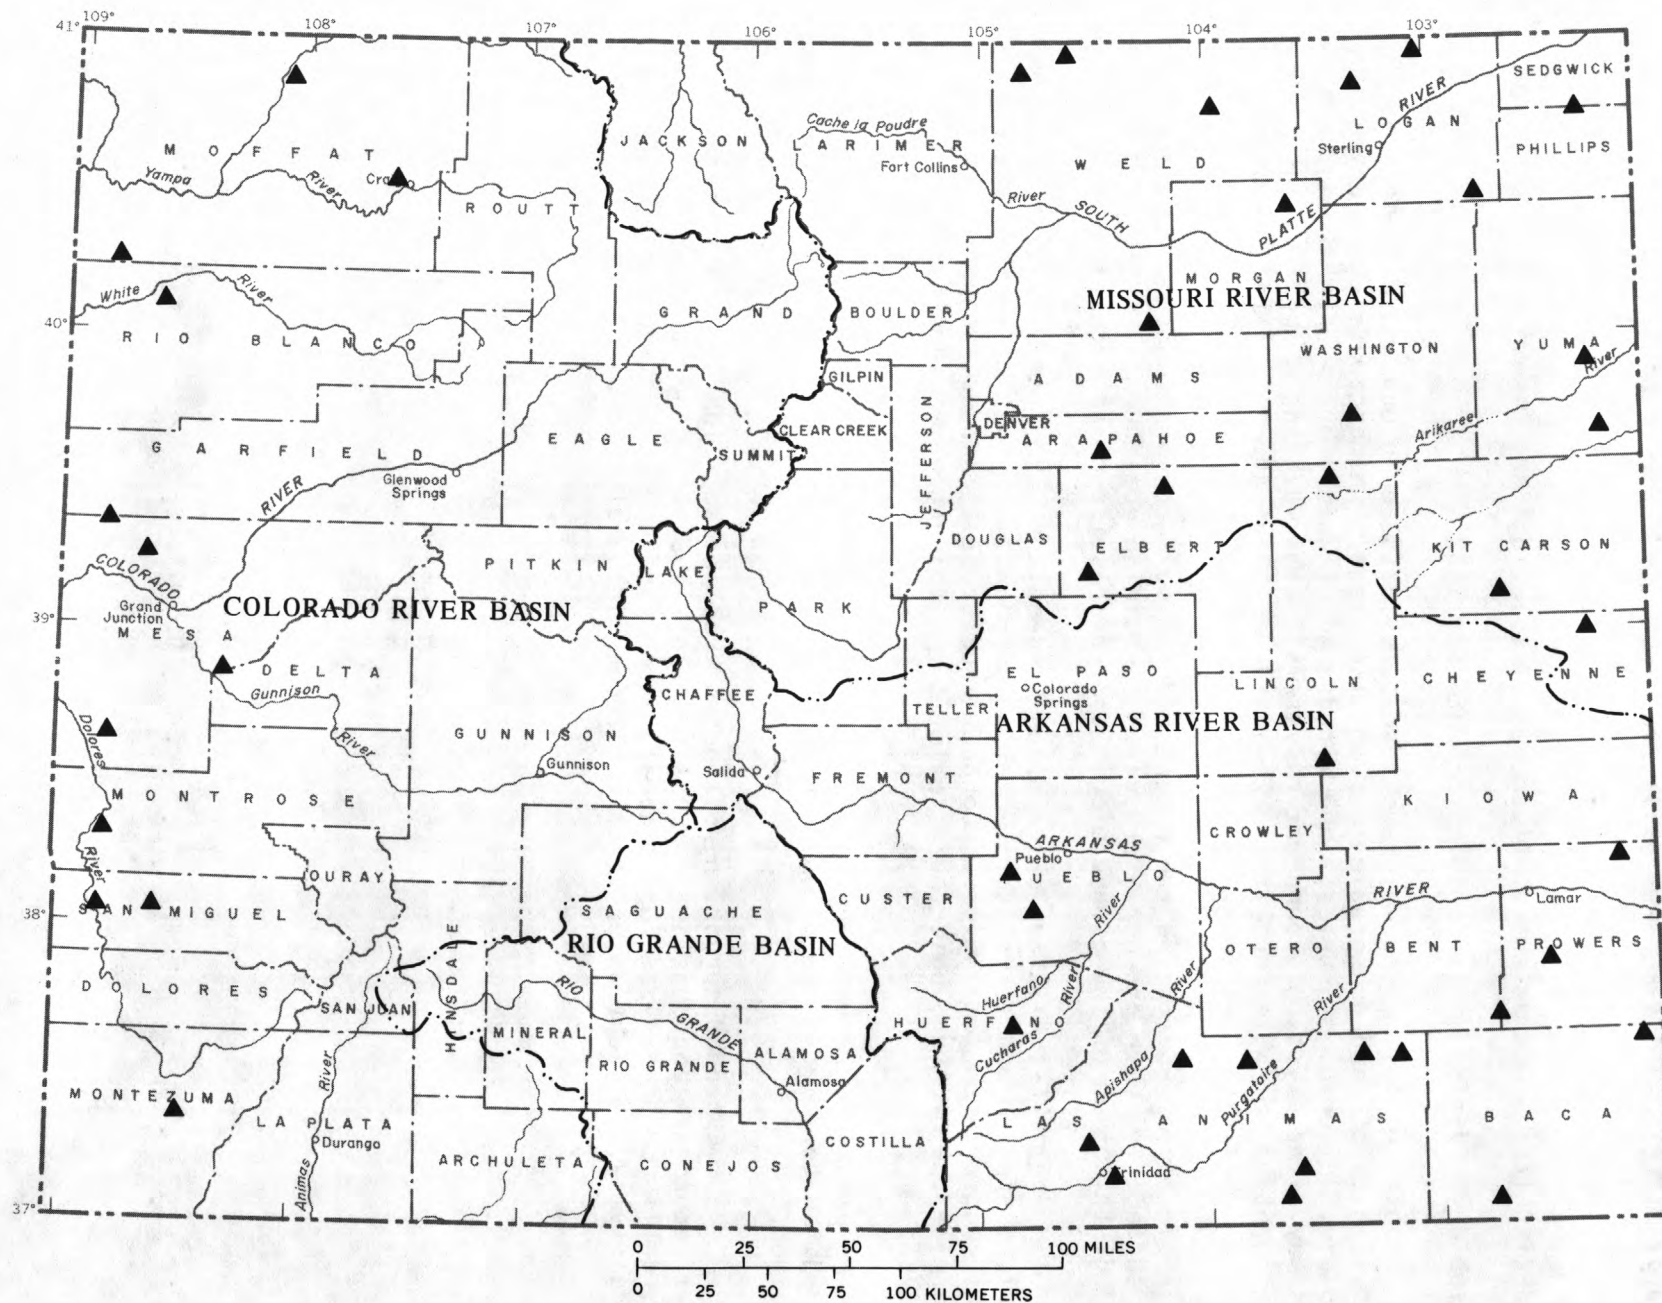 41° 109° 108° 107° 106° 105° 104° 103°
SEDGWICK
RIVER
LOGAN
Cache la Poudre
JACKSON
LARIMER
MOFFAT
Sterling
PHILLIPS
Fort Collins
WELD
Yampa
River
Craig
River
ROUTT
SOUTH
PLATTE
MORGAN
White
River
MISSOURI RIVER BASIN
GRAND
BOULDER
40°
RIO BLANCO
WASHINGTON
YUMA
River
GILPIN
ADAMS
JEFFERSON
DENVER
CLEAR CREEK
Arikaree
EAGLE
ARAPAHOE
GARFIELD
SUMMIT
Glenwood
Springs
RIVER
DOUGLAS
ELBERT
KIT CARSON
PITKIN
LAKE
COLORADO
Grand
Junction
COLORADO RIVER BASIN
PARK
39°
MESA
DELTA
EL PASO
Gunnison
CHAFFEE
Colorado
Springs
LINCOLN
CHEYENNE
TELLER
Dolores
ARKANSAS RIVER BASIN
GUNNISON
River
Gunnison
Salida
FREMONT
MONTROSE
KIOWA
CROWLEY
ARKANSAS
Pueblo
River
OURAY
PUEBLO
RIVER
Lamar
CUSTER
38°
SAN MIGUEL
SAGUACHE
River
HINSDALE
RIO GRANDE BASIN
OTERO
BENT
PROWERS
DOLORES
RIO
Huerfano
River
River
River
SAN JUAN
MINERAL
GRANDE
HUERFANO
Cucharas
ALAMOSA
RIO GRANDE
Apishapa
Purgatoire
River
Alamosa
MONTEZUMA
LAS ANIMAS
BACA
LA PLATA
Durango
COSTILLA
ARCHULETA
CONEJOS
Trinidad
Animas
37°
0 25 50 75 100 MILES
0 25 50 75 100 KILOMETERS